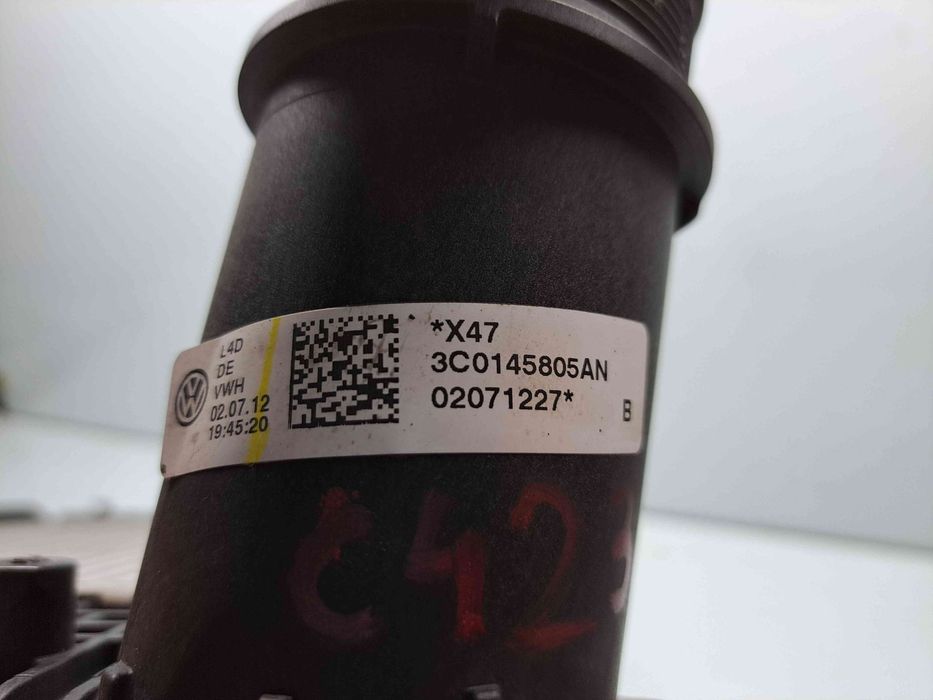 L4D
DE
VWH
02.07.12
19:45:20
*X47
3C0145805AN
02071227*
B